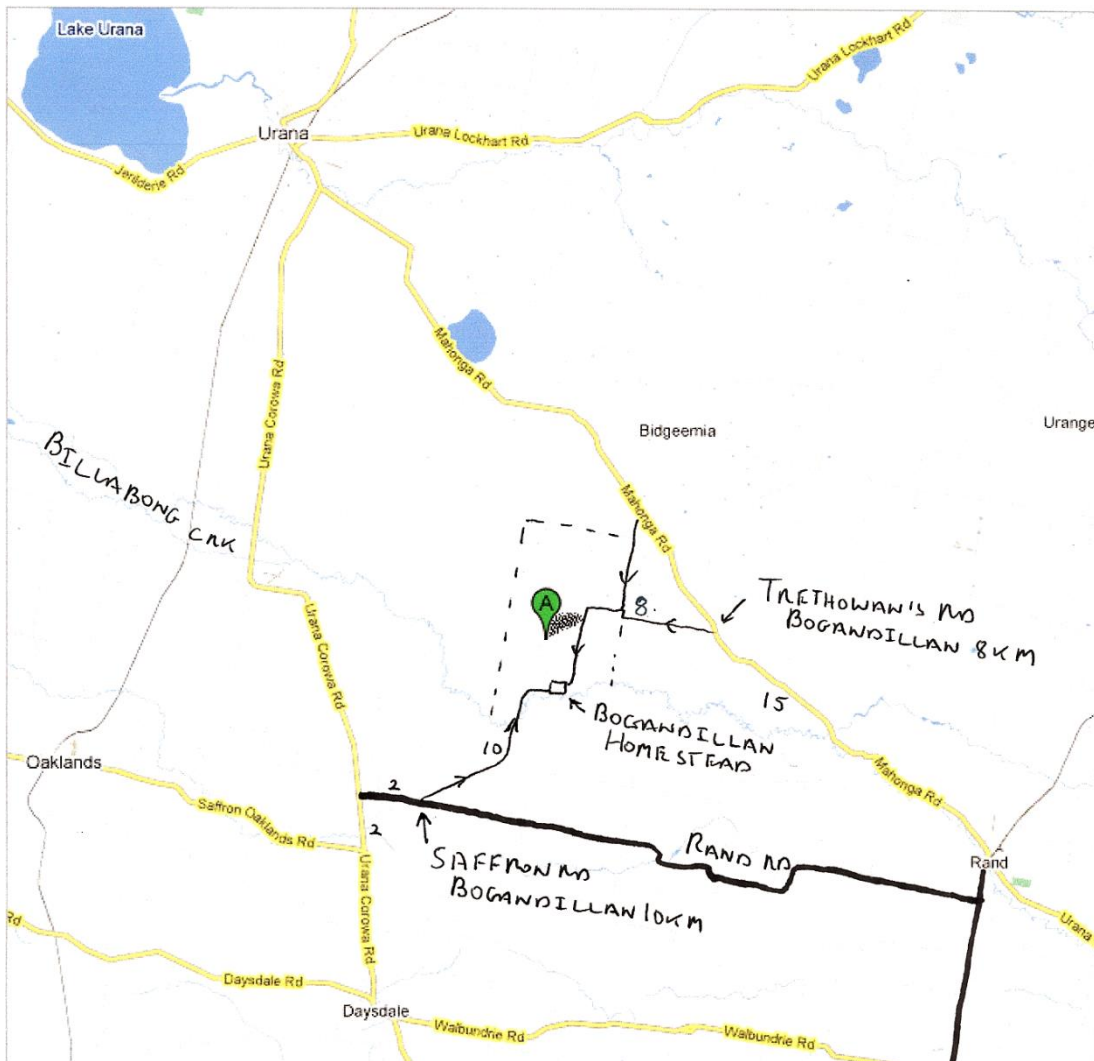 Lake Urana
Urana Lockhart Rd
Urana
Urana Lockhart Rd
Jerilderie Rd
Urana Corowa Rd
Mahonga Rd
Bidgeemia
Urange
BILLABONG CRK
Mahonga Rd
A
8.
TRETHOWAN'S RD
BOGANDILLAN 8KM
Urana Corowa Rd
15
BOGANDILLAN
HOMESTEAD
10
Oaklands
2
Mahonga Rd
Saffron Oaklands Rd
2
RAND RD
Rand
SAFFRON RD
BOGANDILLAN 10KM
Urana Corowa Rd
Urana
Rd
Daysdale Rd
Daysdale
Walbundrie Rd
Walbundrie Rd